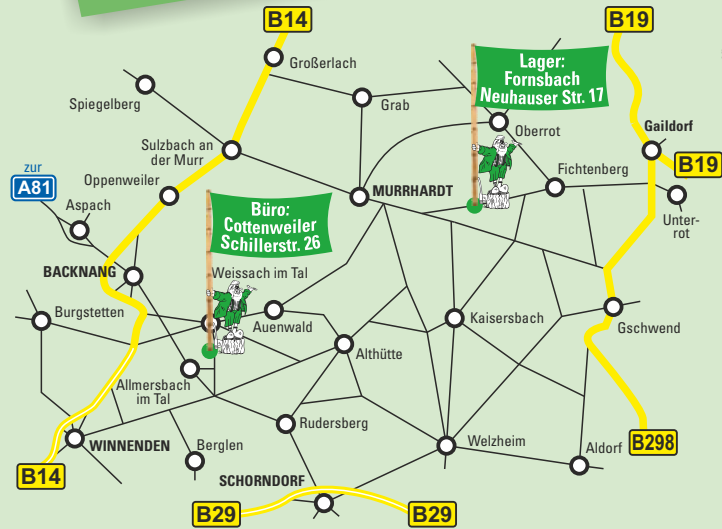 B14
B19
Großerlach
Lager:
Fornsbach
Neuhauser Str. 17
Spiegelberg
Grab
Oberrot
Gaildorf
Sulzbach an
der Murr
B19
zur
A81
Oppenweiler
Fichtenberg
Aspach
MURRHARDT
Unter-
rot
Büro:
Cottenweiler
Schillerstr. 26
BACKNANG
Weissach im Tal
Burgstetten
Auenwald
Kaisersbach
Gschwend
Althütte
Allmersbach
im Tal
Rudersberg
WINNENDEN
Berglen
Welzheim
Aldorf
B298
B14
SCHORNDORF
B29
B29